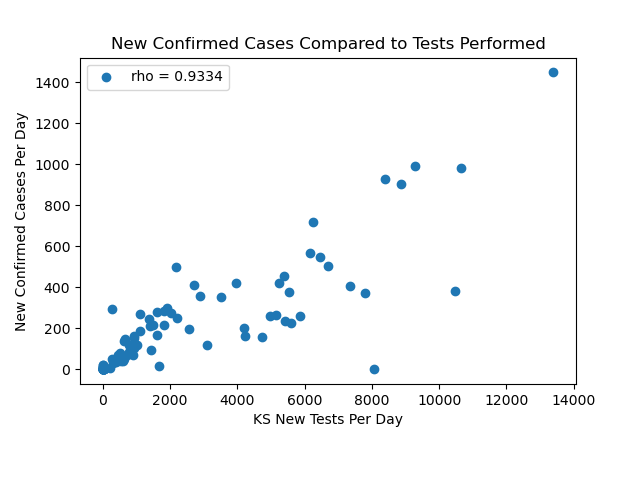 New Confirmed Cases Compared to Tests Performed
rho = 0.9334
New Confirmed Caeses Per Day
1400
1200
1000
800
600
400
200
0
0 2000 4000 6000 8000 10000 12000 14000
KS New Tests Per Day